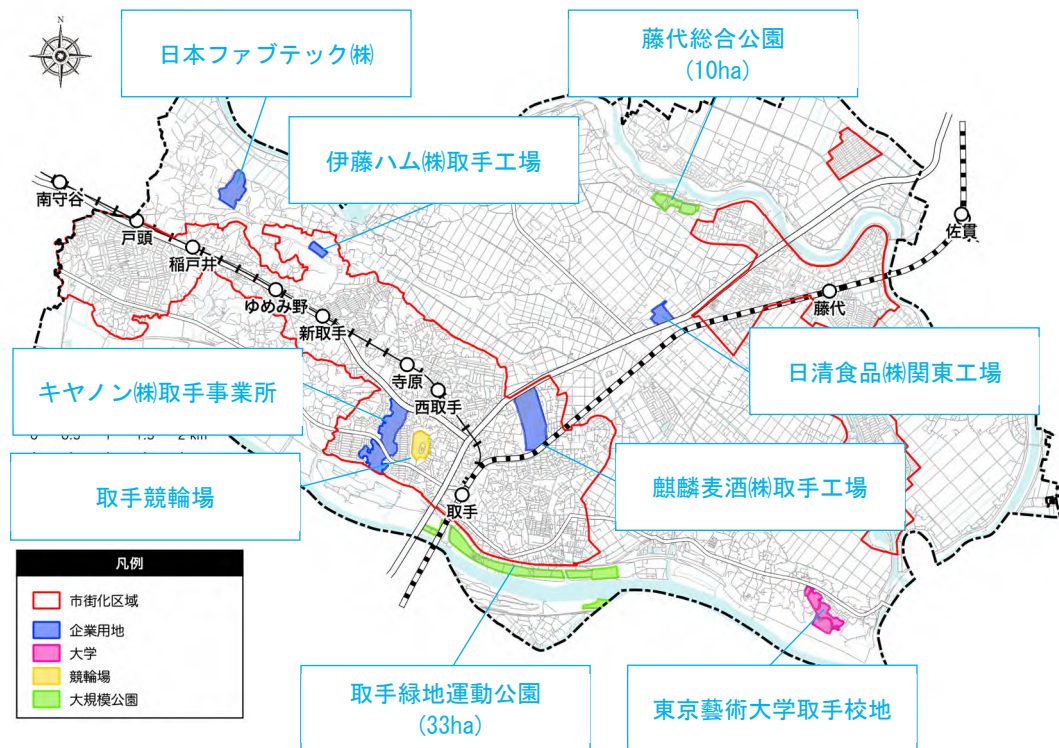 N
日本ファブテック㈱
藤代総合公園
(10ha)
伊藤ハム㈱取手工場
南守谷
戸頭
稲戸井
ゆめみ野
新取手
寺原
西取手
取手
藤代
佐貫
キヤノン㈱取手事業所
日清食品㈱関東工場
取手競輪場
麒麟麦酒㈱取手工場
凡例
市街化区域
企業用地
大学
競輪場
大規模公園
取手緑地運動公園
(33ha)
東京藝術大学取手校地